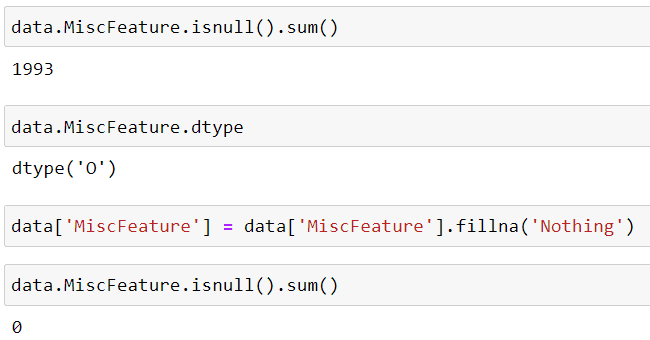 data.MiscFeature.isnull().sum()
1993
data.MiscFeature.dtype
dtype('O')
data['MiscFeature'] = data['MiscFeature'].fillna('Nothing')
data.MiscFeature.isnull().sum()
0